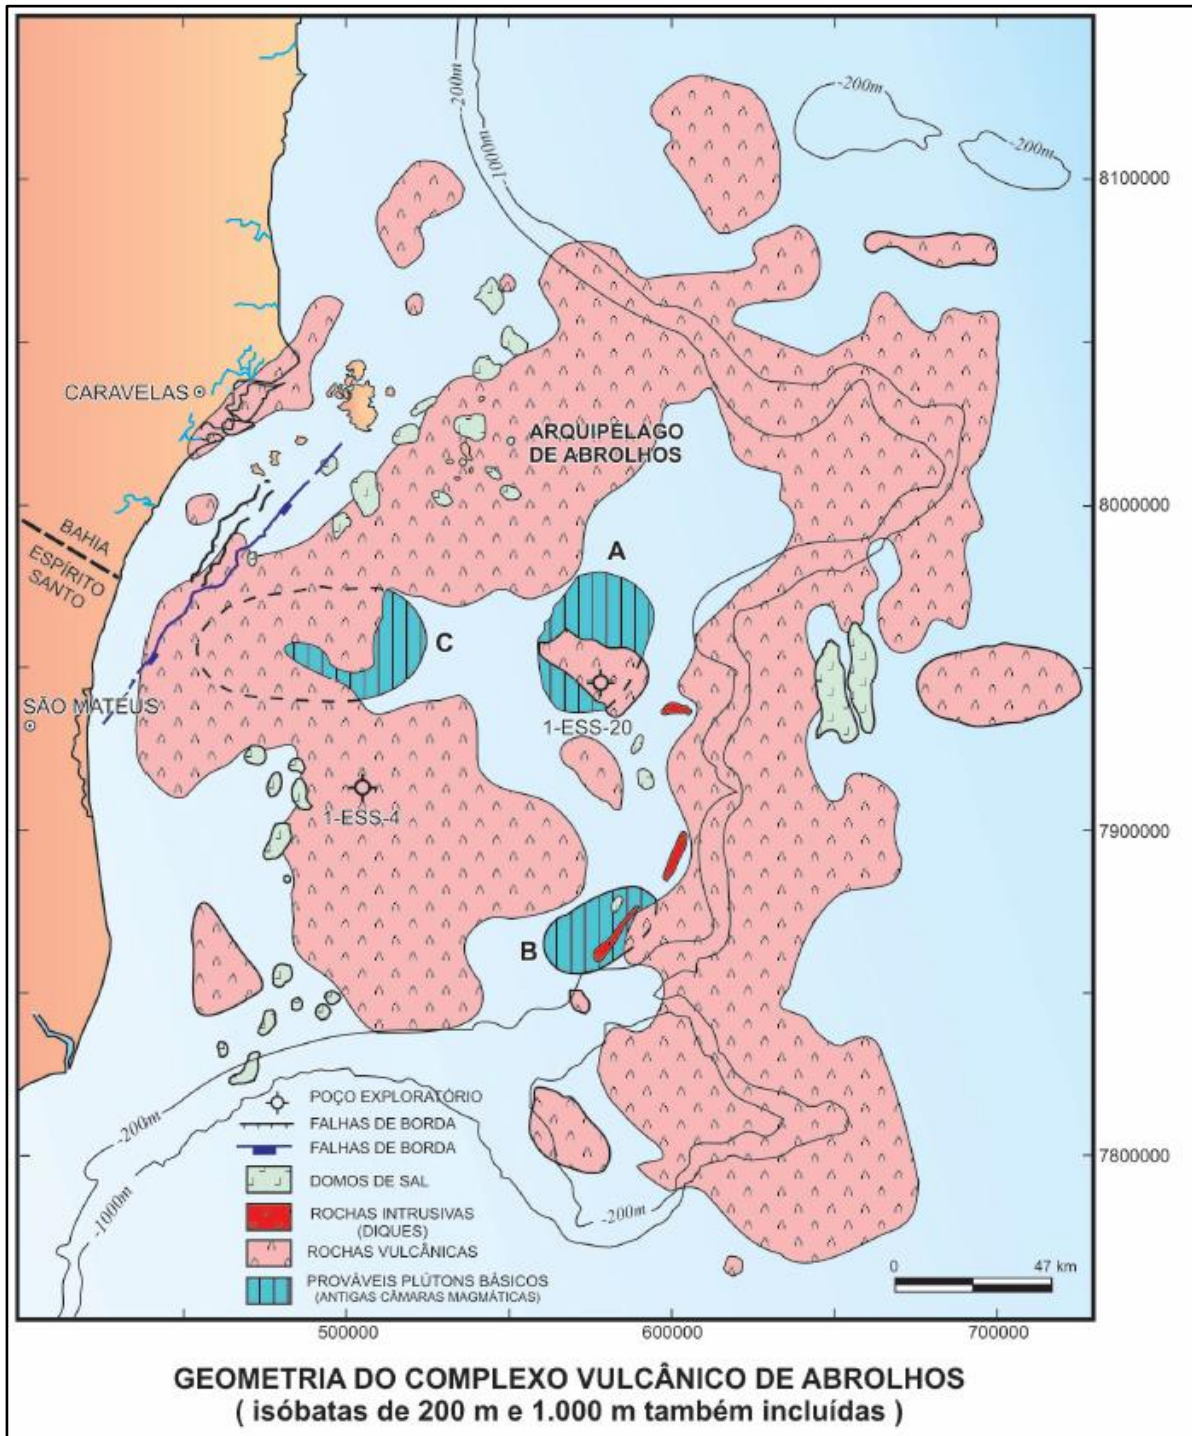 -200m
-1000m
-200m
-200m
8100000
CARAVELAS
ARQUIPÉLAGO
DE ABROLHOS
8000000
BAHIA
ESPÍRITO
SANTO
A
C
SÃO MATEUS
1-ESS-20
1-ESS-4
7900000
B
POÇO EXPLORATÓRIO
FALHAS DE BORDA
FALHAS DE BORDA
DOMOS DE SAL
ROCHAS INTRUSIVAS
(DIQUES)
ROCHAS VULCÂNICAS
PROVÁVEIS PLÚTONS BÁSICOS
(ANTIGAS CÂMARAS MAGMÁTICAS)
-200m
-1000m
-200m
7800000
0 47 km
500000 600000 700000
GEOMETRIA DO COMPLEXO VULCÂNICO DE ABROLHOS
( isóbatas de 200 m e 1.000 m também incluídas )